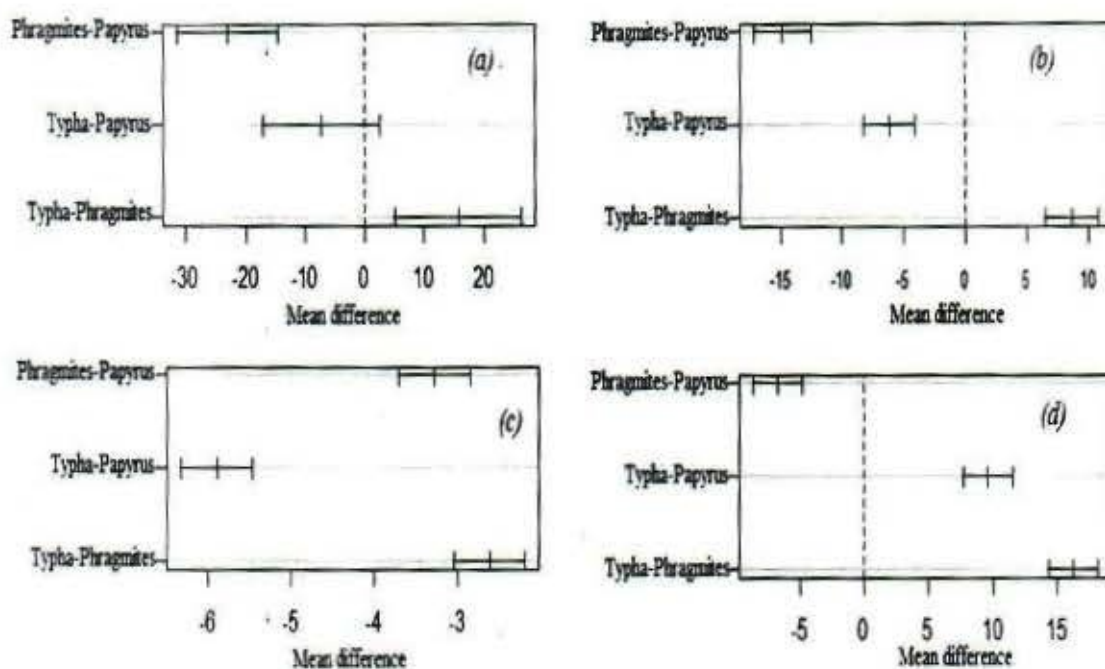 Phragmites-Papyrus
(a)
Typha-Papyrus
Typha-Phragmites
-30 -20 -10 0 10 20
Mean difference
Phragmites-Papyrus
(b)
Typha-Papyrus
Typha-Phragmites
-15 -10 -5 0 5 10
Mean difference
Phragmites-Papyrus
(c)
Typha-Papyrus
Typha-Phragmites
-6 -5 -4 -3
Mean difference
Phragmites-Papyrus
(d)
Typha-Papyrus
Typha-Phragmites
-5 0 5 10 15
Mean difference